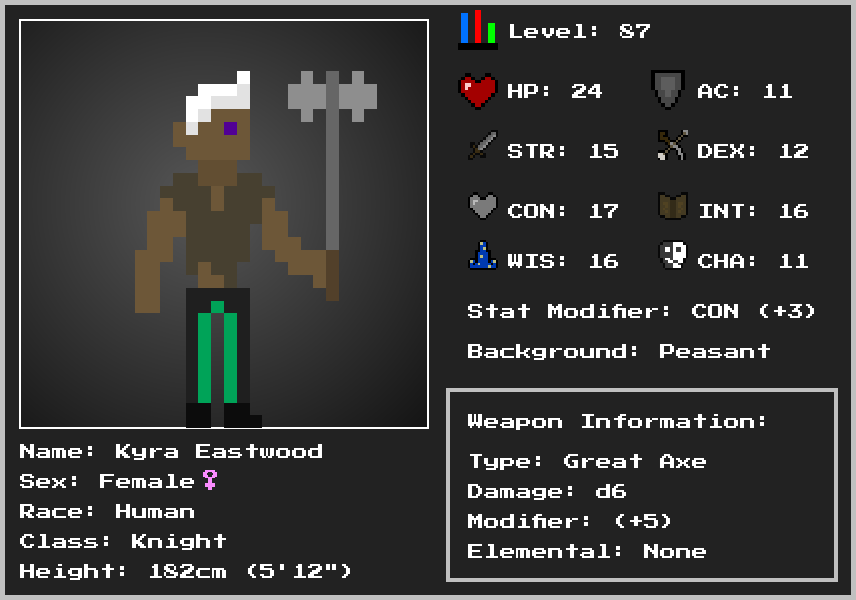 Level: 87
HP: 24 AC: 11
STR: 15 DEX: 12
CON: 17 INT: 16
WIS: 16 CHA: 11
Stat Modifier: CON (+3)
Background: Peasant
Name: Kyra Eastwood
Sex: Female♀
Race: Human
Class: Knight
Height: 182cm (5'12")
Weapon Information:
Type: Great Axe
Damage: d6
Modifier: (+5)
Elemental: None